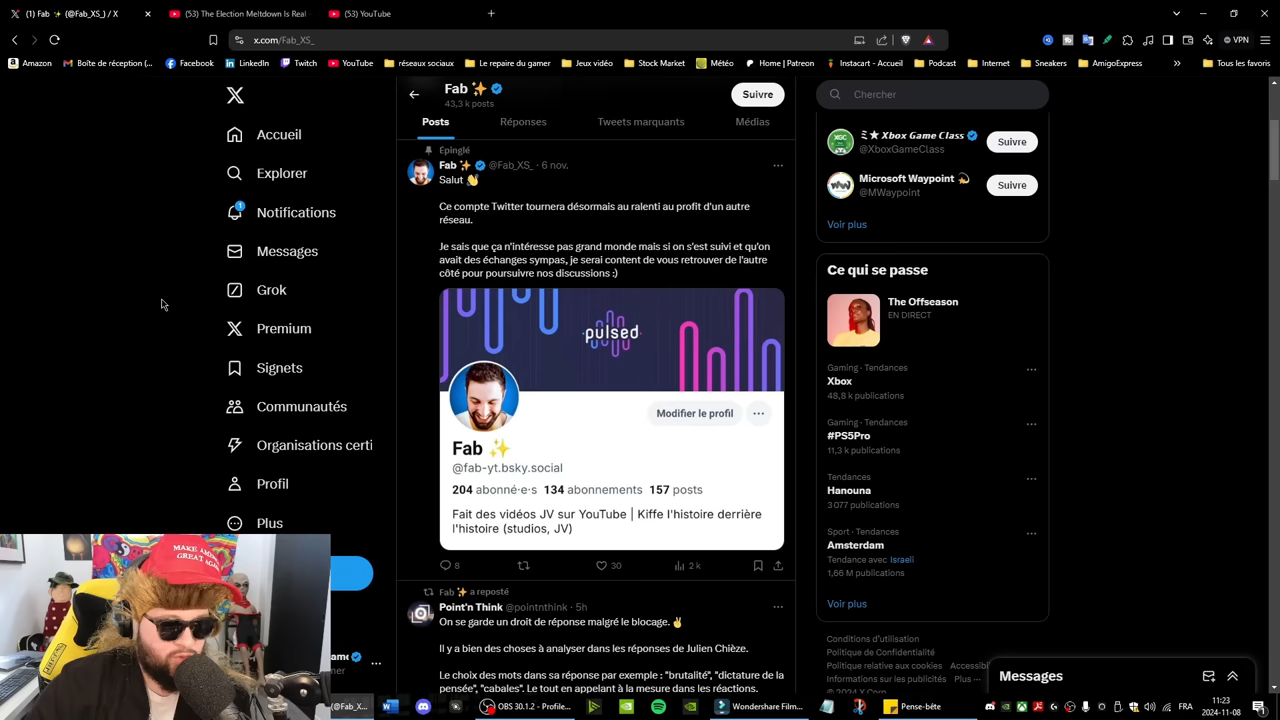 (1) Fab ✨ (@Fab_XS_) / X
(53) The Election Meltdown Is Real
(53) YouTube
x.com/Fab_XS_
VPN
Amazon
Boîte de réception (...
Facebook
LinkedIn
Twitch
YouTube
réseaux sociaux
Le repaire du gamer
Jeux vidéo
Stock Market
Météo
Home | Patreon
Instacart - Accueil
Podcast
Internet
Sneakers
AmigoExpress
Tous les favoris
Accueil
Explorer
1
Notifications
Messages
Grok
Premium
Signets
Communautés
Organisations certi
Profil
Plus
MAKE AMERICA
GREAT AGAIN
Fab ✨
43,3 k posts
Suivre
Posts
Réponses
Tweets marquants
Médias
Épinglé
Fab ✨ @Fab_XS_ · 6 nov.
Salut 👋
Ce compte Twitter tournera désormais au ralenti au profit d'un autre
réseau.
Je sais que ça n'intéresse pas grand monde mais si on s'est suivi et qu'on
avait des échanges sympas, je serai content de vous retrouver de l'autre
côté pour poursuivre nos discussions :)
pulsed
Modifier le profil
Fab ✨
@fab-yt.bsky.social
204 abonné·e·s 134 abonnements 157 posts
Fait des vidéos JV sur YouTube | Kiffe l'histoire derrière
l'histoire (studios, JV)
8
30
2 k
Fab ✨ a reposté
Point'n Think @pointnthink · 5h
On se garde un droit de réponse malgré le blocage. ✌️
Il y a bien des choses à analyser dans les réponses de Julien Chièze.
Le choix des mots dans sa réponse par exemple : "brutalité", "dictature de la
pensée", "cabales". Le tout en appelant à la mesure dans les réactions.
Chercher
XGC
ミ★ Xbox Game Class
@XboxGameClass
Suivre
Microsoft Waypoint
@MWaypoint
Suivre
Voir plus
Ce qui se passe
The Offseason
EN DIRECT
Gaming · Tendances
Xbox
48,8 k publications
Gaming · Tendances
#PS5Pro
11,3 k publications
Tendances
Hanouna
3 077 publications
Sport · Tendances
Amsterdam
Tendance avec Israeli
1,66 M publications
Voir plus
Conditions d'utilisation
Politique de Confidentialité
Politique relative aux cookies
Informations sur les publicités Plus ···
© 2024 X Corp.
Messages
(@Fab_X...
OBS 30.1.2 - Profile...
Wondershare Film...
Pense-bête
FRA
11:23
2024-11-08